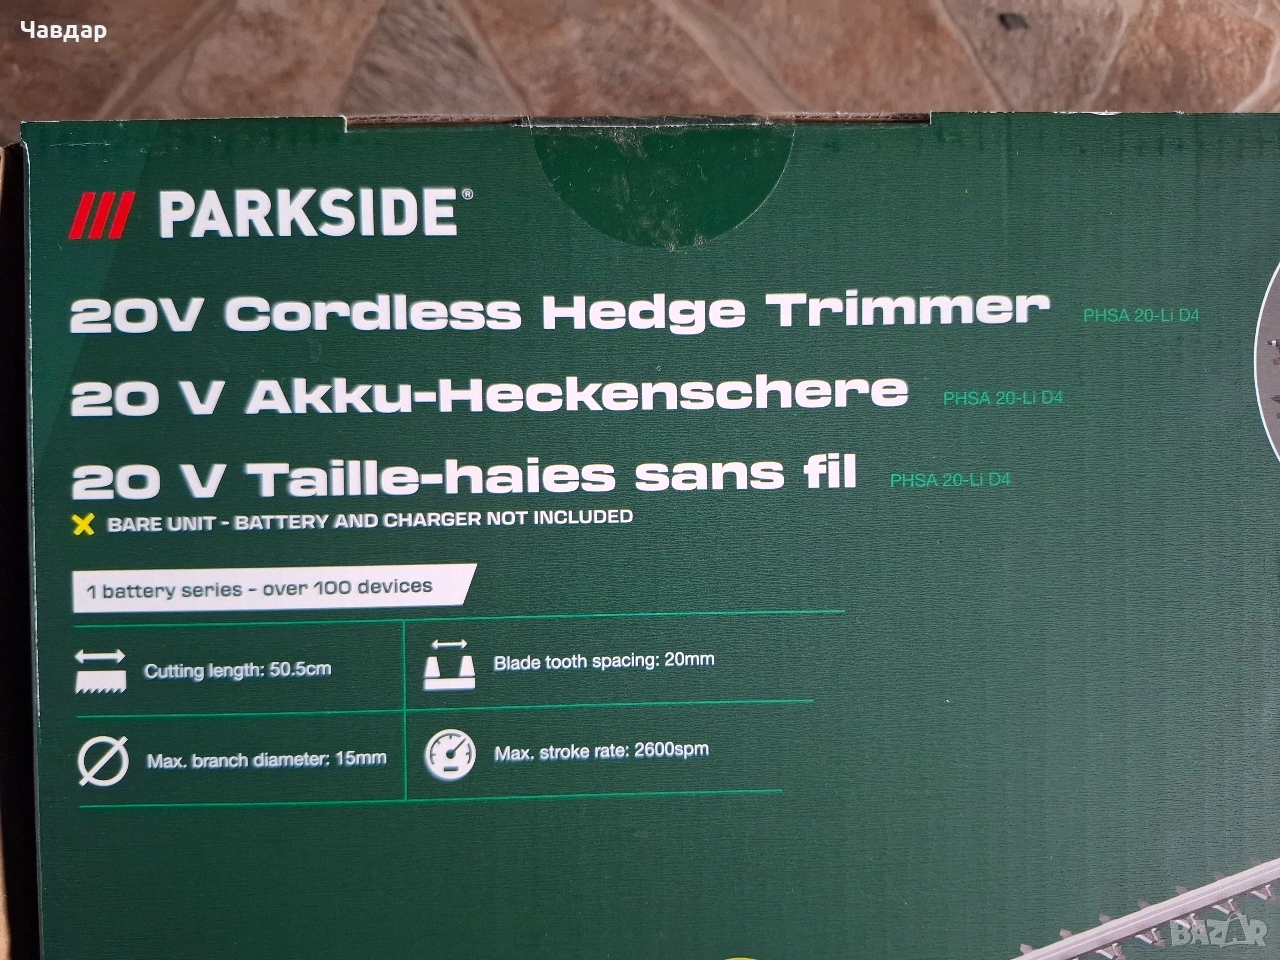 Чавдар
PARKSIDE®
20V Cordless Hedge Trimmer PHSA 20-Li D4
20 V Akku-Heckenschere PHSA 20-Li D4
20 V Taille-haies sans fil PHSA 20-Li D4
BARE UNIT - BATTERY AND CHARGER NOT INCLUDED
1 battery series - over 100 devices
Cutting length: 50.5cm
Blade tooth spacing: 20mm
Max. branch diameter: 15mm
Max. stroke rate: 2600spm
BAZAR